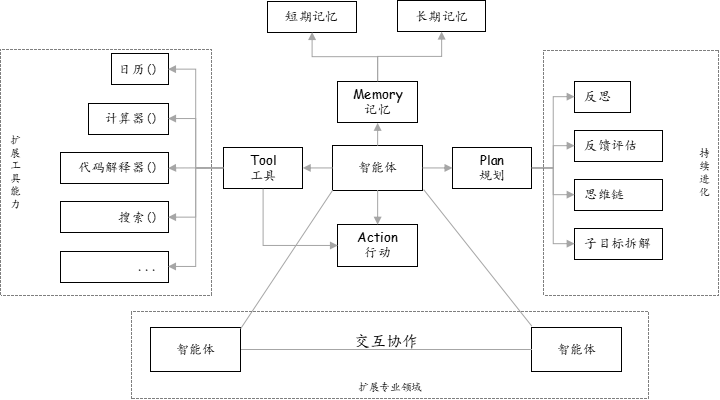 短期记忆
长期记忆
Memory
记忆
扩展工具能力
日历()
计算器()
代码解释器()
搜索()
...
Tool
工具
智能体
Plan
规划
反思
反馈评估
思维链
子目标拆解
持续进化
Action
行动
智能体
交互协作
智能体
扩展专业领域